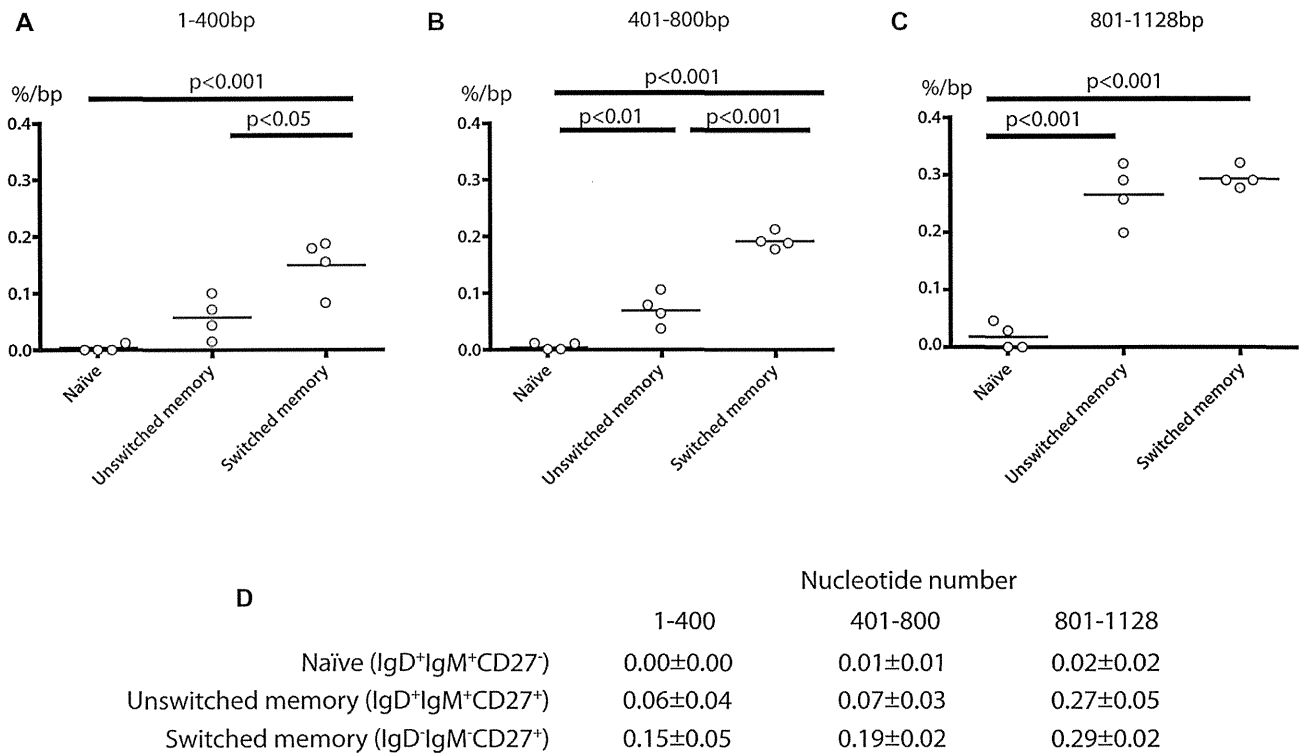 A
1-400bp
%/bp
p<0.001
p<0.05
0.4
0.3
0.2
0.1
0.0
Naïve
Unswitched memory
Switched memory
B
401-800bp
%/bp
p<0.001
p<0.01
p<0.001
0.4
0.3
0.2
0.1
0.0
Naïve
Unswitched memory
Switched memory
C
801-1128bp
%/bp
p<0.001
p<0.001
0.4
0.3
0.2
0.1
0.0
Naïve
Unswitched memory
Switched memory
D
Nucleotide number
1-400 401-800 801-1128
Naïve (IgD⁺IgM⁺CD27⁻) 0.00±0.00 0.01±0.01 0.02±0.02
Unswitched memory (IgD⁺IgM⁺CD27⁺) 0.06±0.04 0.07±0.03 0.27±0.05
Switched memory (IgD⁻IgM⁻CD27⁺) 0.15±0.05 0.19±0.02 0.29±0.02